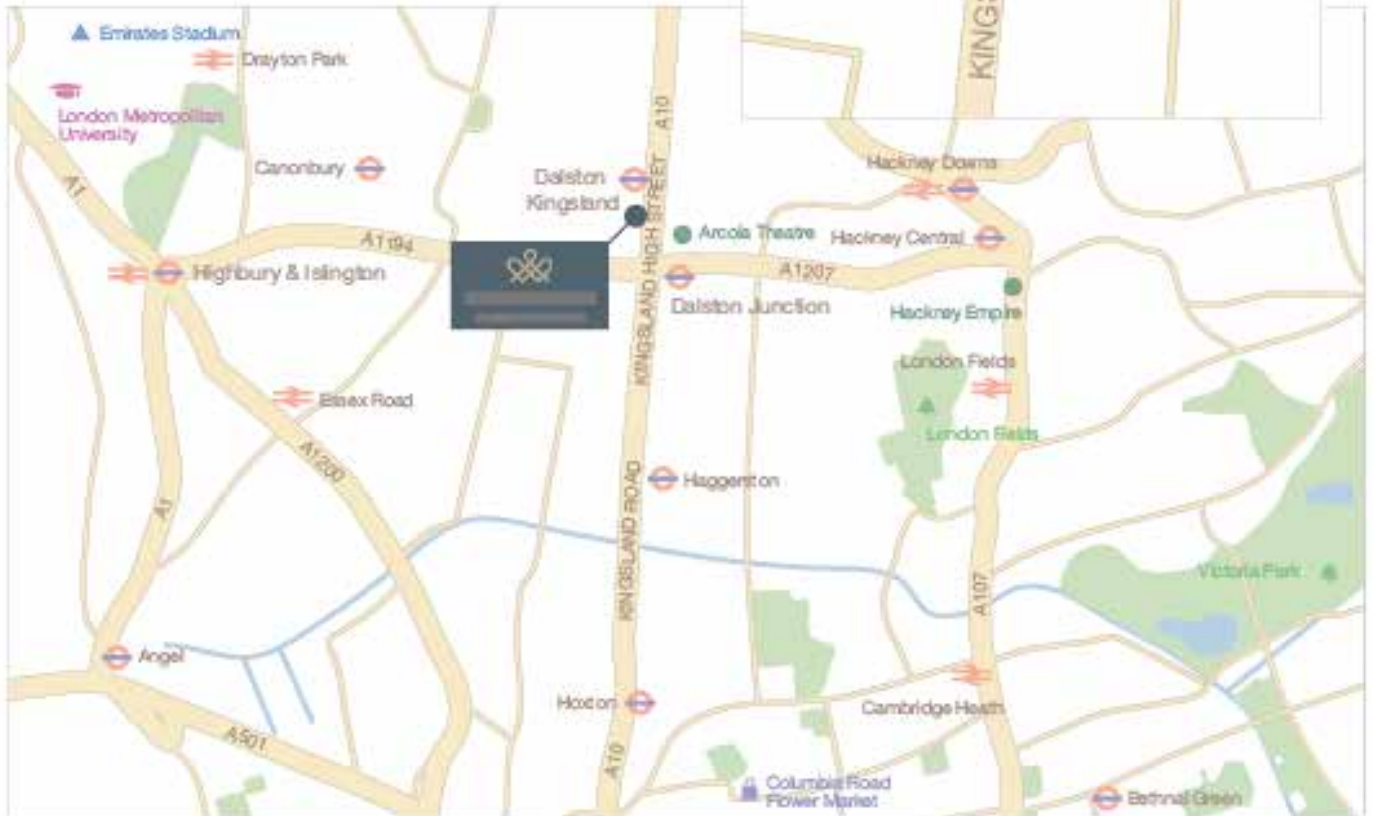 Emirates Stadium
Drayton Park
KINGS
London Metropolitan
University
A10
Canonbury
Dalston
Kingsland
Hackney Downs
A1
A1194
KINGSLAND HIGH STREET
Arcola Theatre
Hackney Central
Highbury & Islington
A1207
Dalston Junction
Hackney Empire
London Fields
Essex Road
London Fields
A1200
Haggerston
A1
KINGSLAND ROAD
A107
Victoria Park
Angel
Hoxton
Cambridge Heath
A501
A10
Columbia Road
Flower Market
Bethnal Green